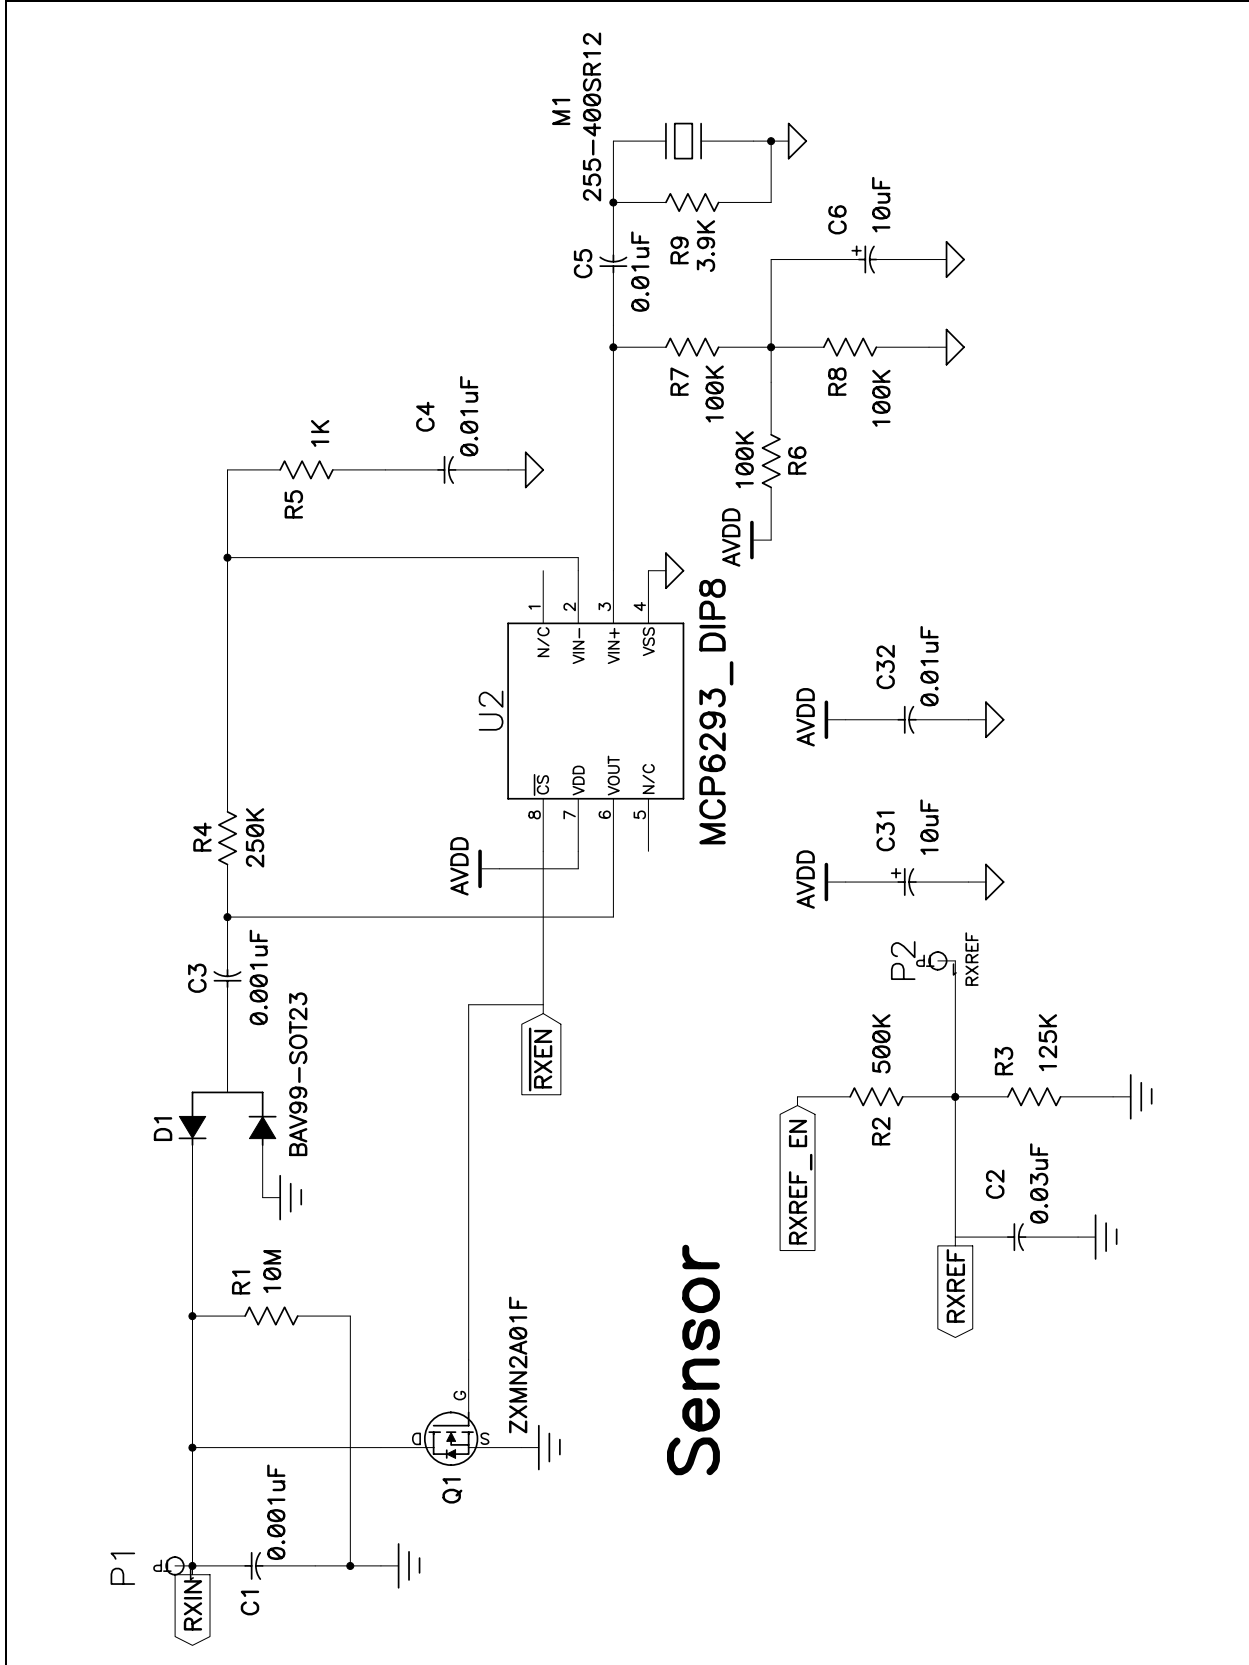 M1
255-400SR12
C5
0.01uF
R9
3.9K
C6
10uF
R7
100K
R8
100K
100K
R6
AVDD
R5
1K
C4
0.01uF
R4
250K
U2
N/C
VIN-
VIN+
VSS
1
2
3
4
CS
VDD
VOUT
N/C
8
7
6
5
MCP6293_DIP8
AVDD
C3
0.001uF
D1
BAV99-SOT23
RXEN
R1
10M
Q1
D
G
S
ZXMN2A01F
P1
TP
RXIN
C1
0.001uF
Sensor
AVDD
C32
0.01uF
AVDD
C31
10uF
P2
TP
1
RXREF
RXREF_EN
R2
500K
R3
125K
C2
0.03uF
RXREF